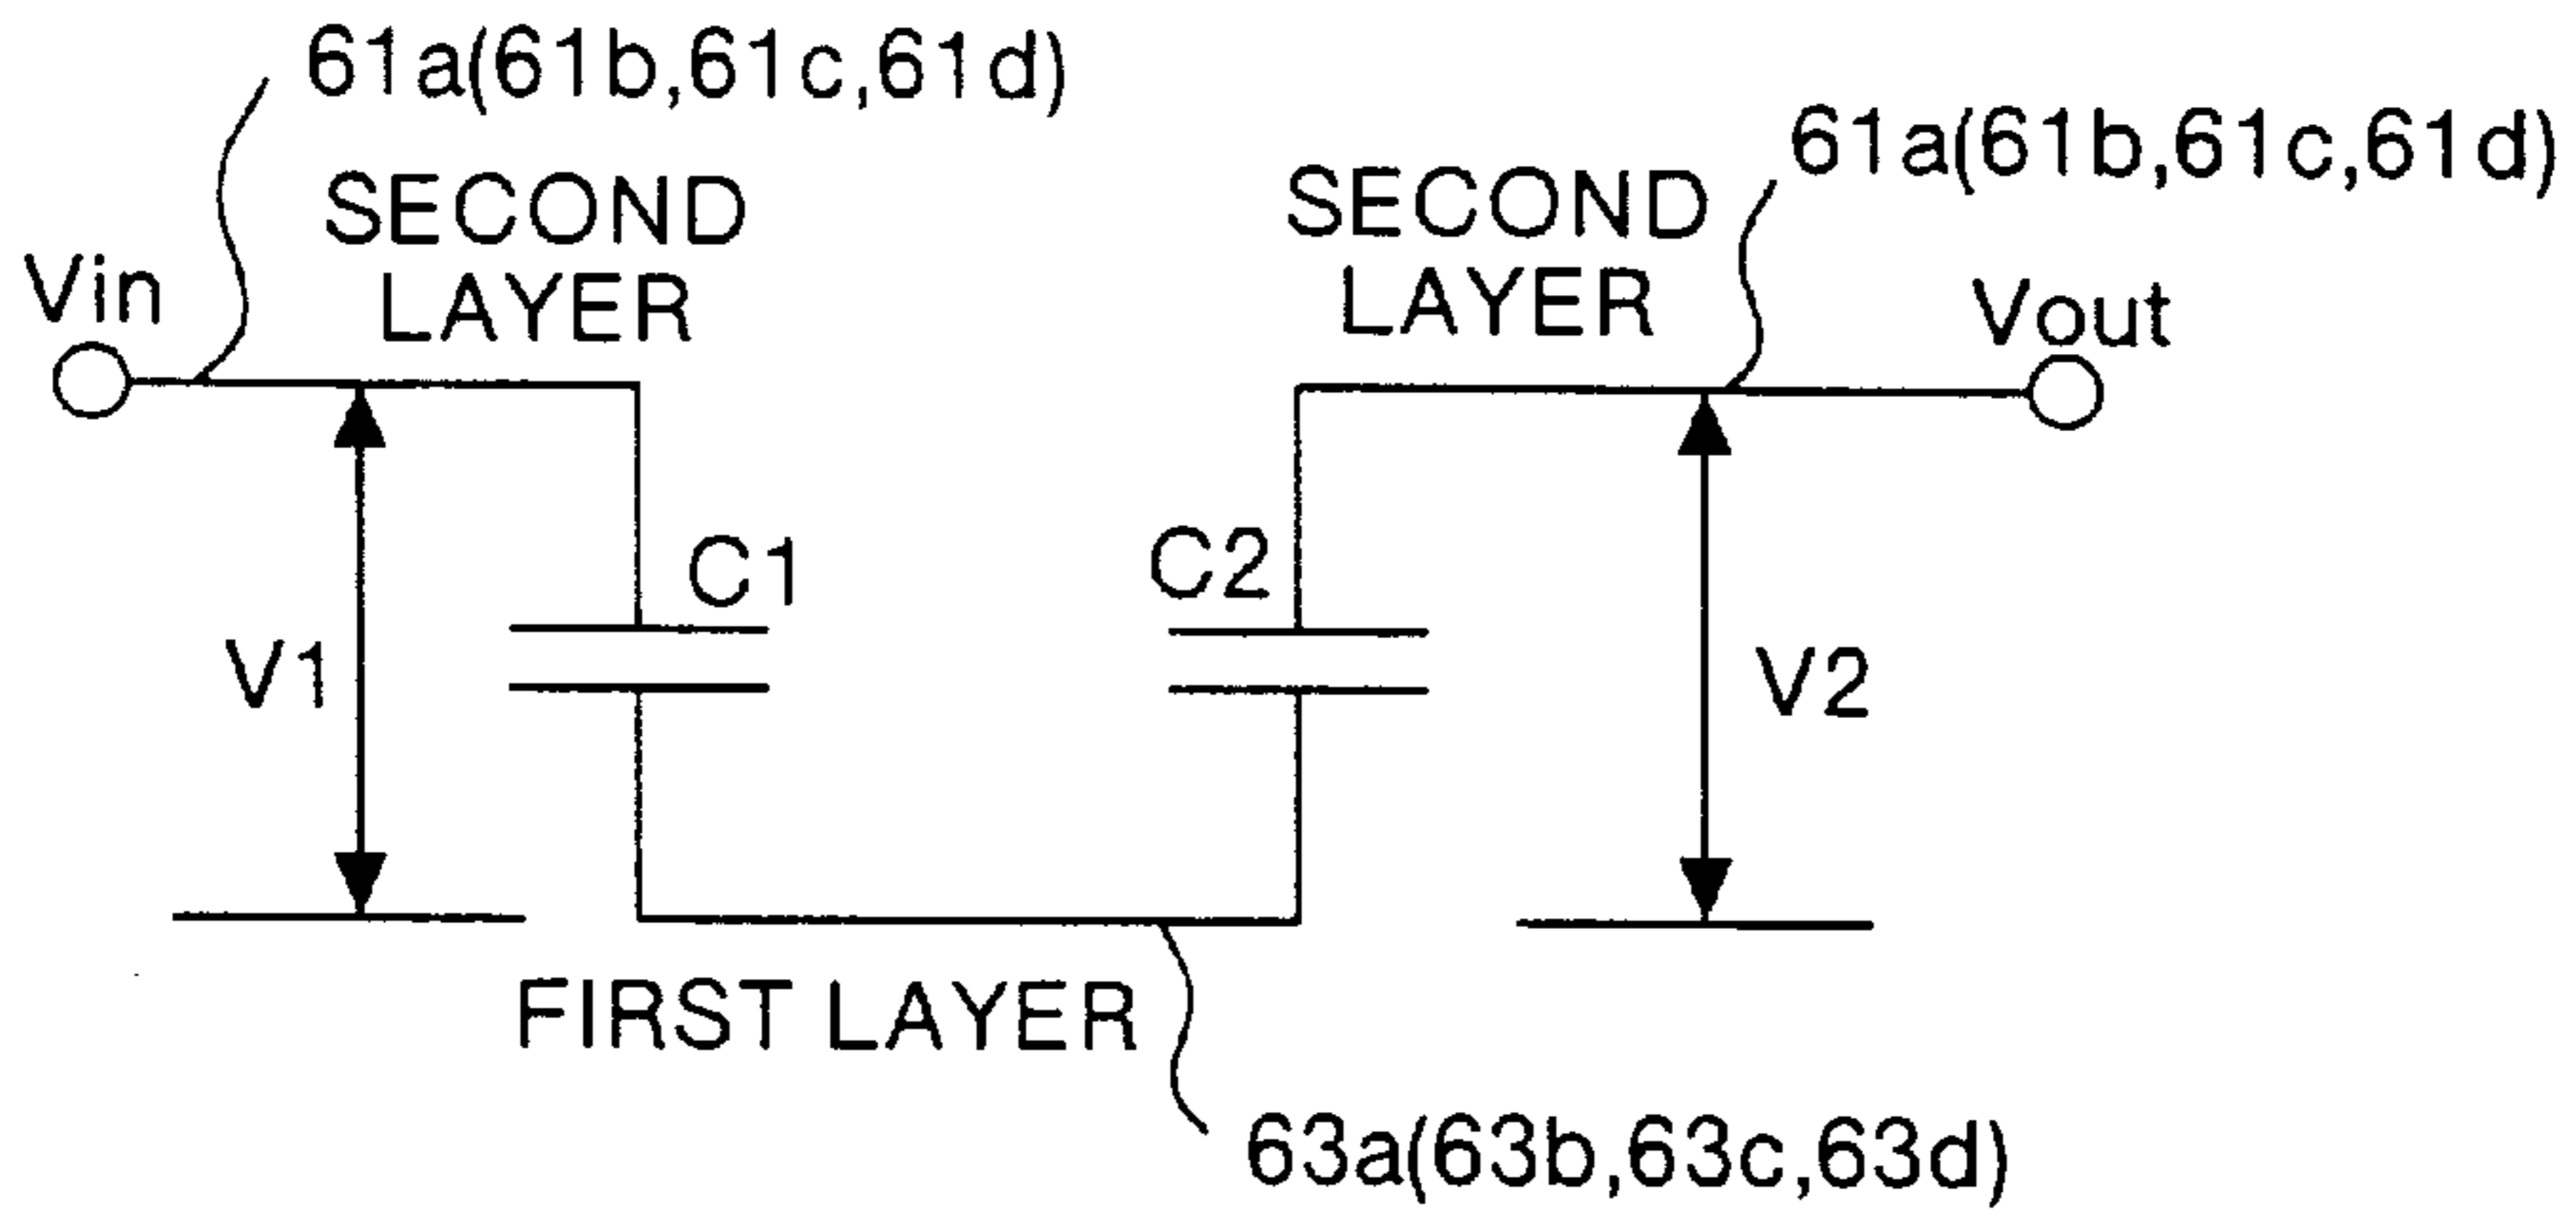 61a(61b,61c,61d)
61a(61b,61c,61d)
SECOND
LAYER
SECOND
LAYER
Vin
Vout
C1
C2
V1
V2
FIRST LAYER
63a(63b,63c,63d)